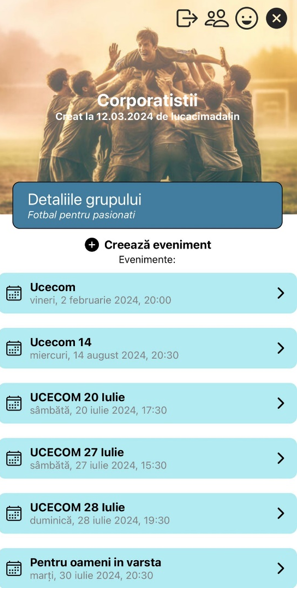 Corporatistii
Creat la 12.03.2024 de lucacimadalin
Detaliile grupului
Fotbal pentru pasionati
Creează eveniment
Evenimente:
Ucecom
vineri, 2 februarie 2024, 20:00
Ucecom 14
miercuri, 14 august 2024, 20:30
UCECOM 20 Iulie
sâmbătă, 20 iulie 2024, 17:30
UCECOM 27 Iulie
sâmbătă, 27 iulie 2024, 15:30
UCECOM 28 Iulie
duminică, 28 iulie 2024, 19:30
Pentru oameni in varsta
marți, 30 iulie 2024, 20:30